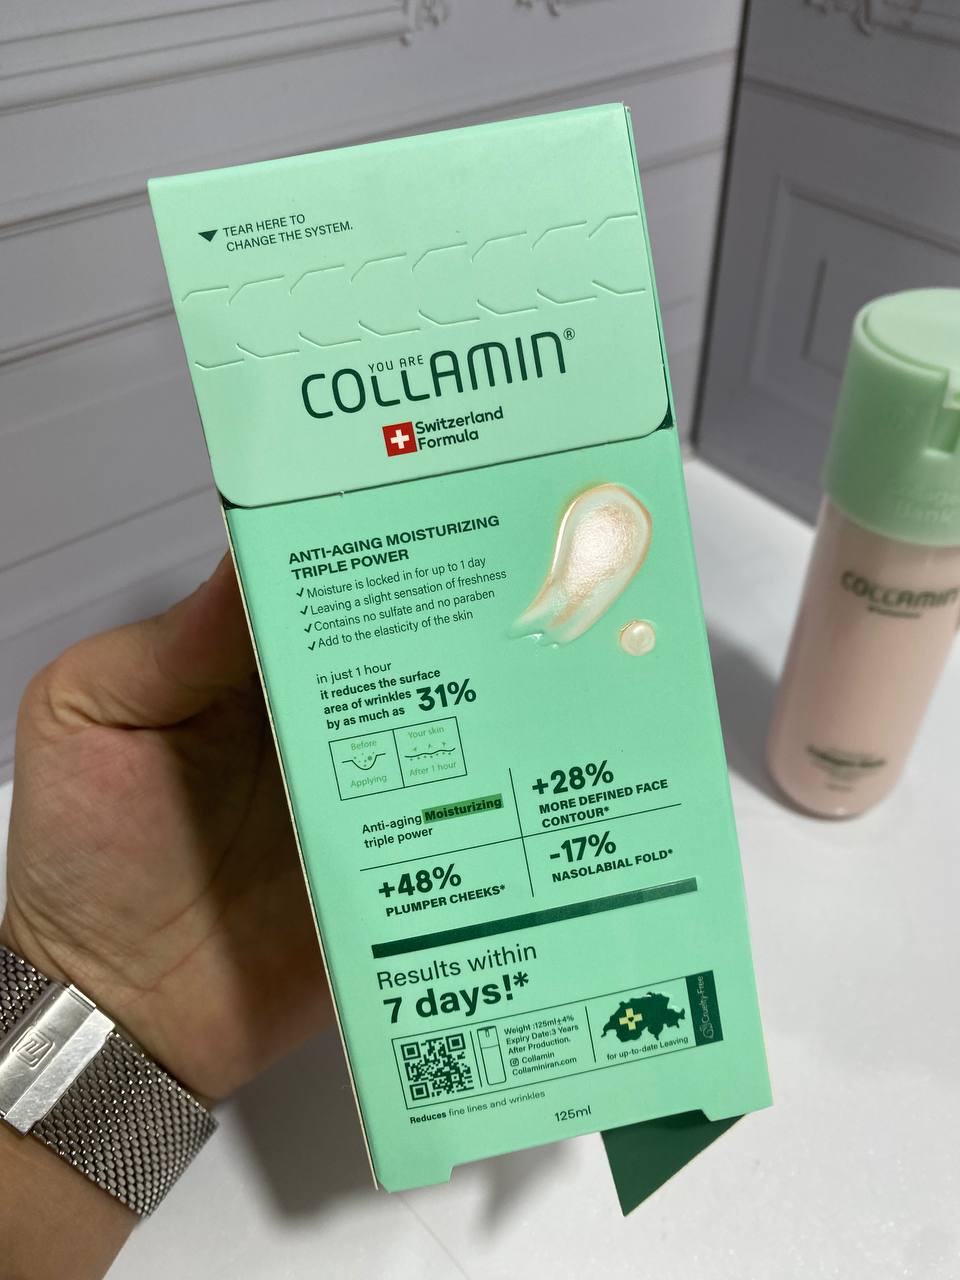 TEAR HERE TO
CHANGE THE SYSTEM.
YOU ARE
COLLAMIN®
Switzerland
Formula
ANTI-AGING MOISTURIZING
TRIPLE POWER
✓Moisture is locked in for up to 1 day
✓Leaving a slight sensation of freshness
✓Contains no sulfate and no paraben
✓Add to the elasticity of the skin
in just 1 hour
it reduces the surface
area of wrinkles
by as much as 31%
Before
Applying
Your skin
After 1 hour
Anti-aging Moisturizing
triple power
+28%
MORE DEFINED FACE
CONTOUR*
+48%
PLUMPER CHEEKS*
-17%
NASOLABIAL FOLD*
Results within
7 days!*
Weight :125ml±4%
Expiry Date:3 Years
After Production.
Collamin
Collaminiran.com
for up-to-date Leaving
Cruelty-Free
Reduces fine lines and wrinkles
125ml
COLLAMIN